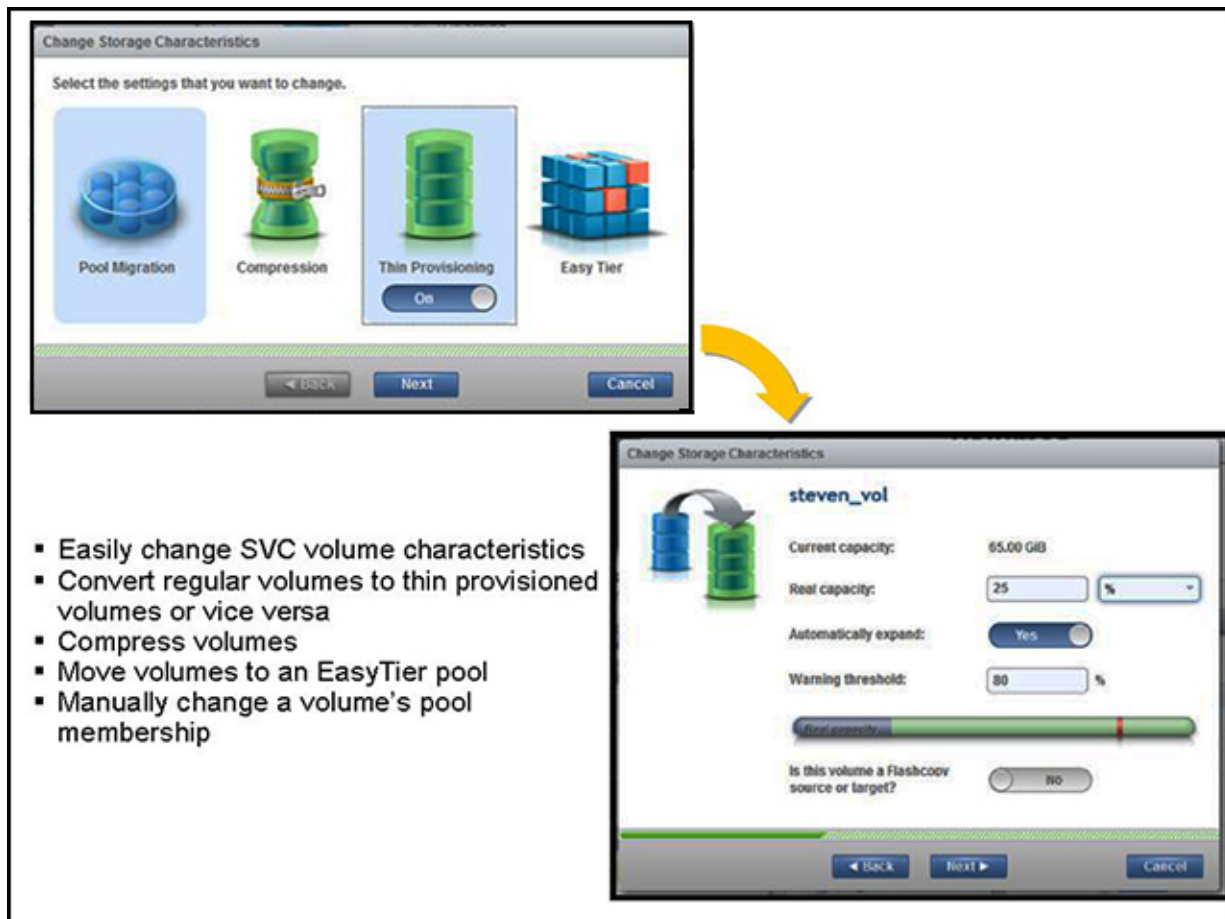 Change Storage Characteristics
Select the settings that you want to change.
Pool Migration
Compression
Thin Provisioning
Easy Tier
On
◄ Back
Next
Cancel
▪ Easily change SVC volume characteristics
▪ Convert regular volumes to thin provisioned
volumes or vice versa
▪ Compress volumes
▪ Move volumes to an EasyTier pool
▪ Manually change a volume's pool
membership
Change Storage Characteristics
steven_vol
Current capacity: 65.00 GiB
Real capacity: 25 %
Automatically expand: Yes
Warning threshold: 80 %
Real capacity
Is this volume a Flashcopy
source or target? No
◄ Back
Next ►
Cancel